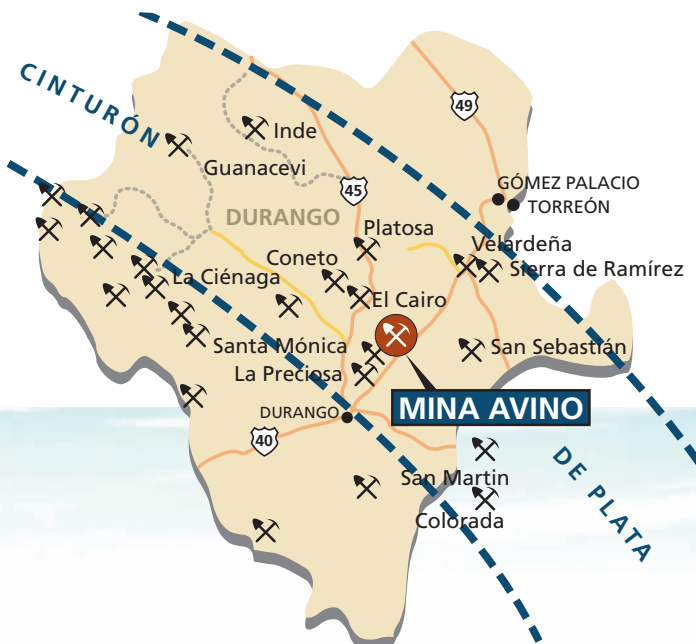 CINTURÓN
49
Inde
Guanacevi
GÓMEZ PALACIO
45
TORREÓN
DURANGO
Platosa
Velardeña
Coneto
Sierra de Ramírez
La Ciénaga
El Cairo
Santa Mónica
San Sebastián
La Preciosa
MINA AVINO
DURANGO
40
DE PLATA
San Martin
Colorada